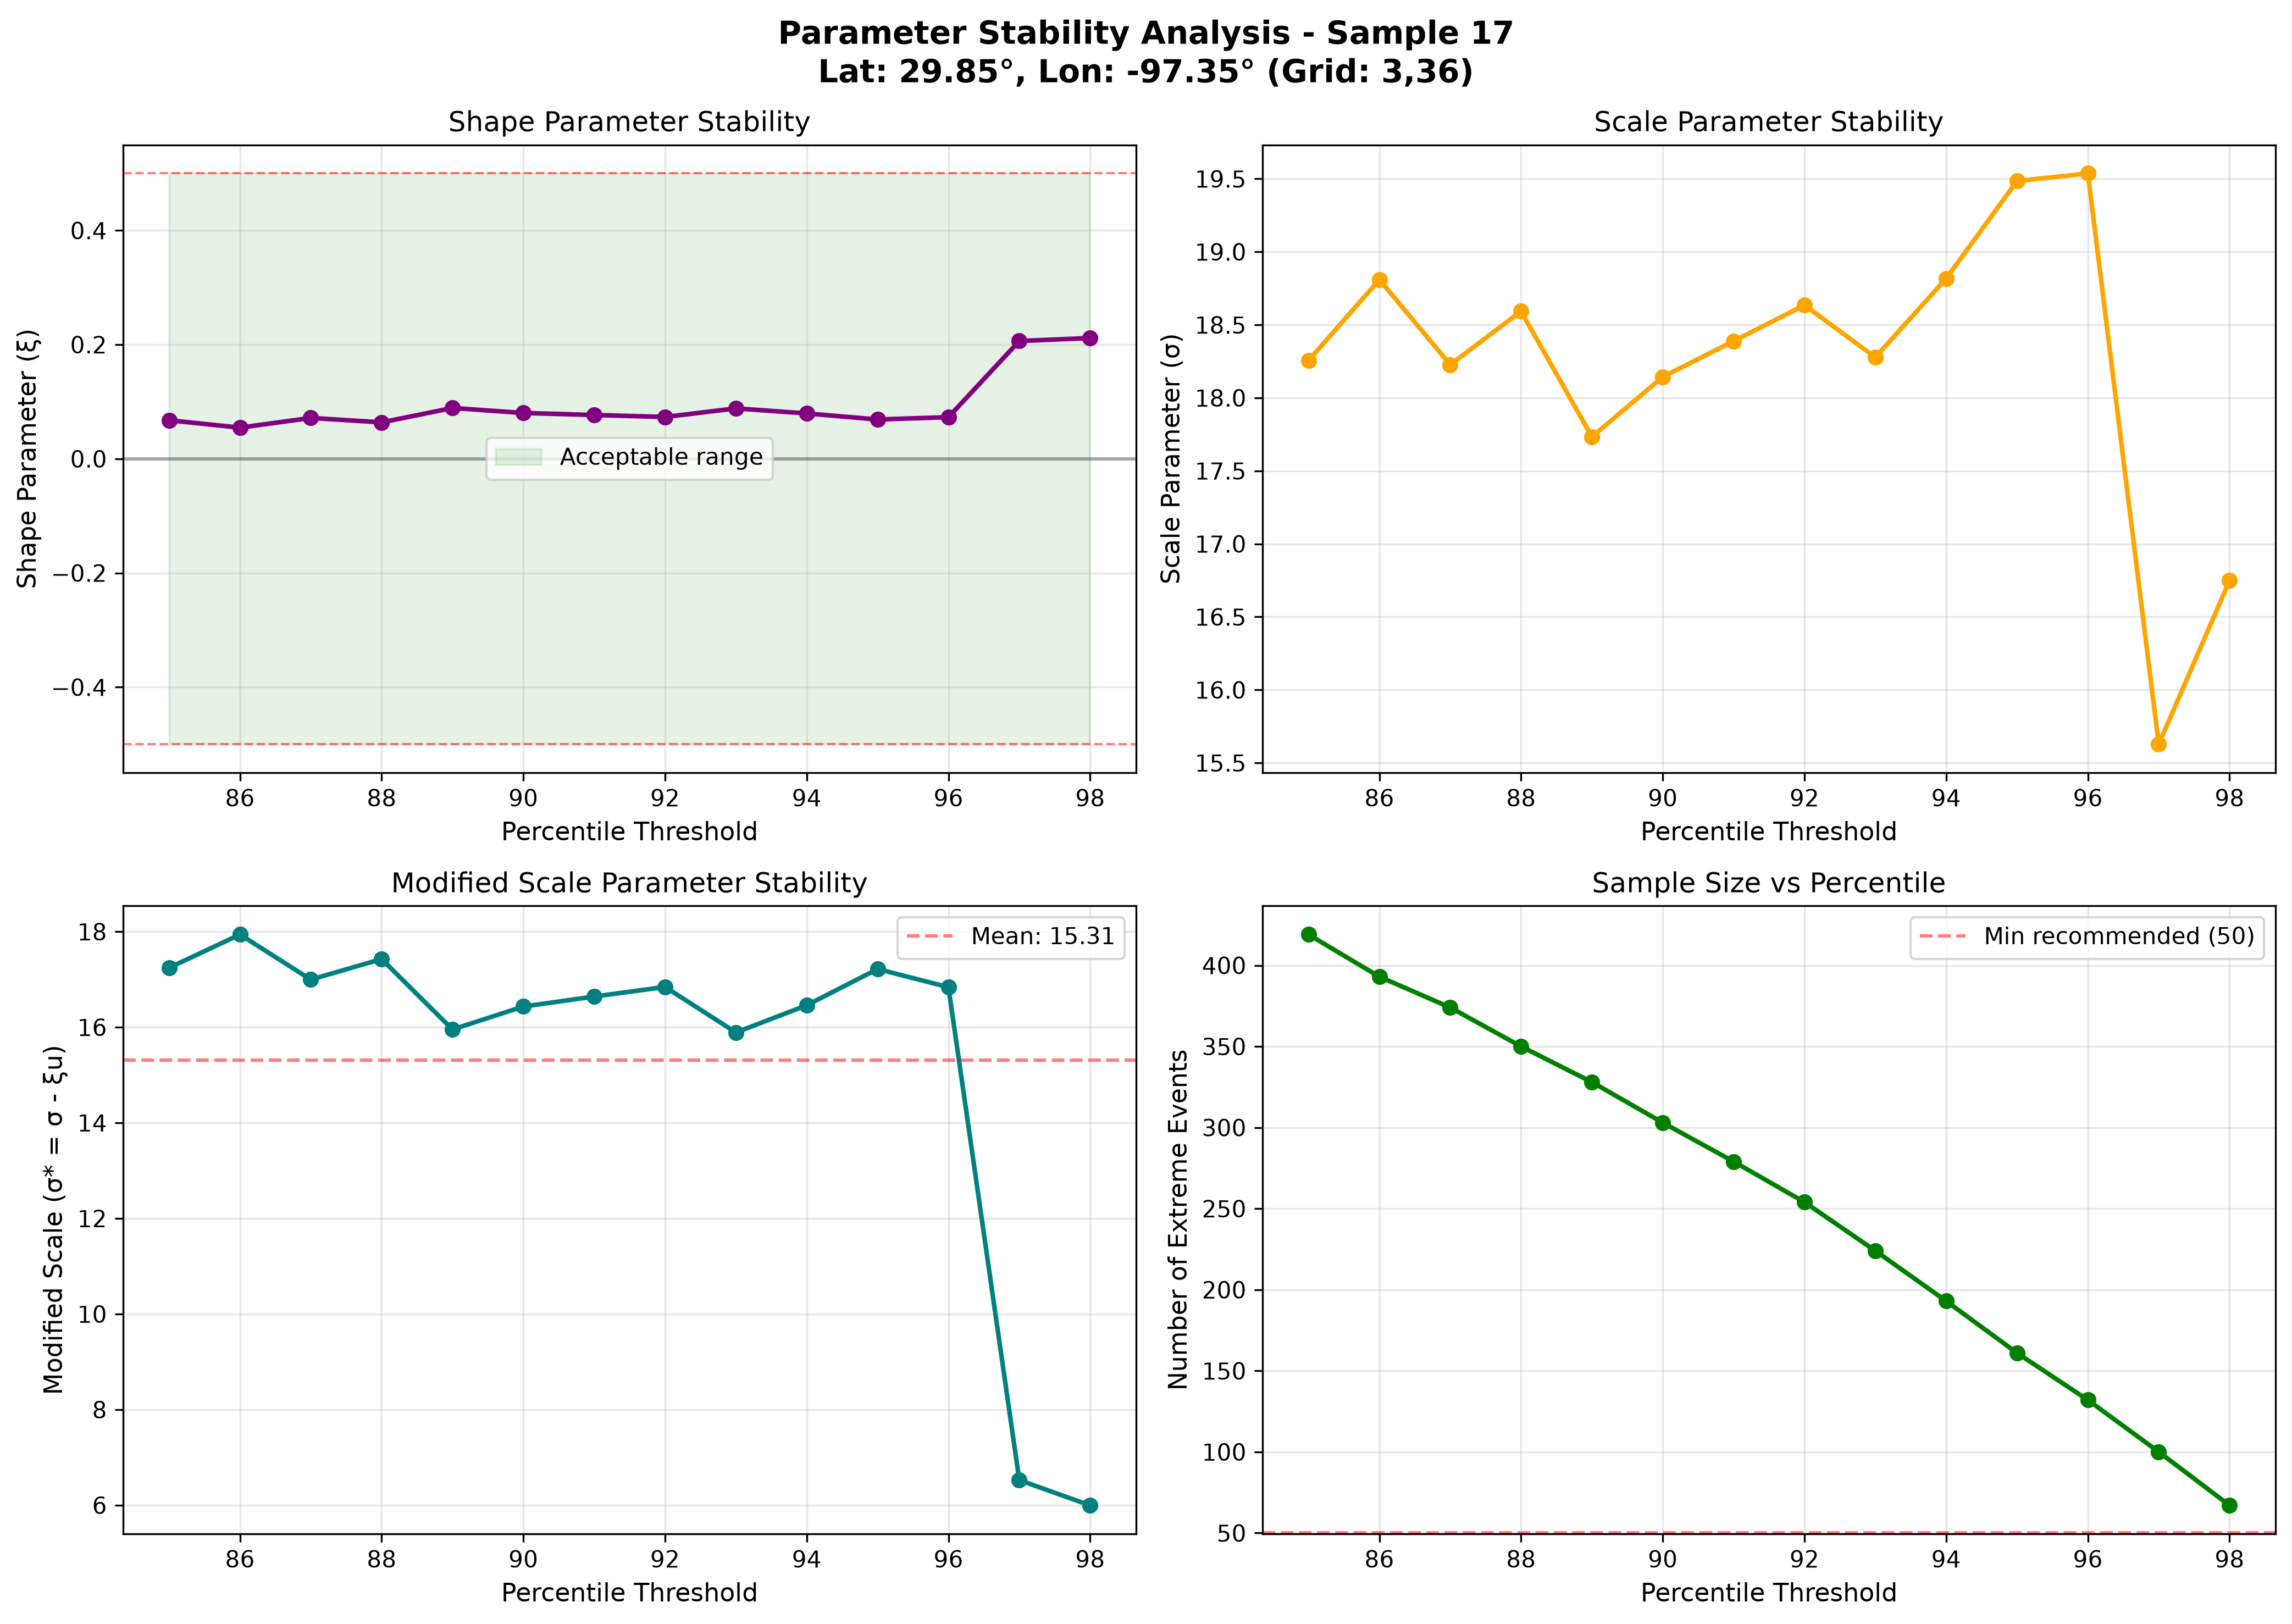 Parameter Stability Analysis - Sample 17
Lat: 29.85°, Lon: -97.35° (Grid: 3,36)
Shape Parameter Stability
Shape Parameter (ξ)
0.4
0.2
0.0
−0.2
−0.4
Acceptable range
86 88 90 92 94 96 98
Percentile Threshold
Scale Parameter Stability
Scale Parameter (σ)
19.5
19.0
18.5
18.0
17.5
17.0
16.5
16.0
15.5
86 88 90 92 94 96 98
Percentile Threshold
Modified Scale Parameter Stability
Modified Scale (σ* = σ - ξu)
18
16
14
12
10
8
6
Mean: 15.31
86 88 90 92 94 96 98
Percentile Threshold
Sample Size vs Percentile
Number of Extreme Events
400
350
300
250
200
150
100
50
Min recommended (50)
86 88 90 92 94 96 98
Percentile Threshold